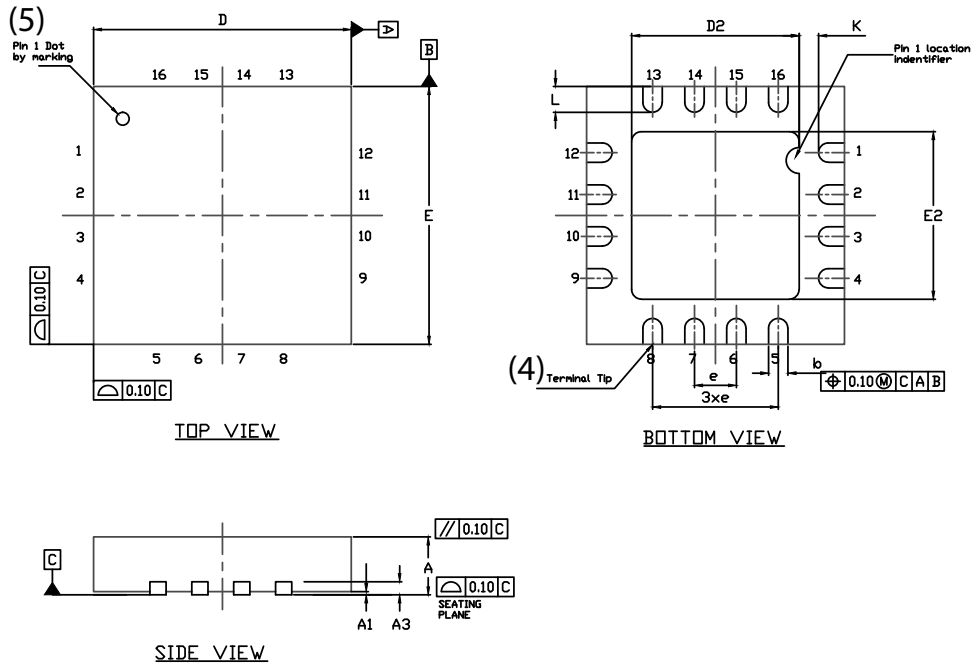 (5)
Pin 1 Dot
by marking
D
A
B
16 15 14 13
1
2
3
4
12
11
10
9
E
5 6 7 8
⌓ 0.10 C
⌓ 0.10 C
TOP VIEW
D2
K
Pin 1 location
indentifier
13 14 15 16
L
12
11
10
9
1
2
3
4
E2
8 7 6 5
(4)
Terminal Tip
e
3xe
b
⌖ 0.10 Ⓜ C A B
BOTTOM VIEW
C
// 0.10 C
A
⌓ 0.10 C
SEATING
PLANE
A1 A3
SIDE VIEW